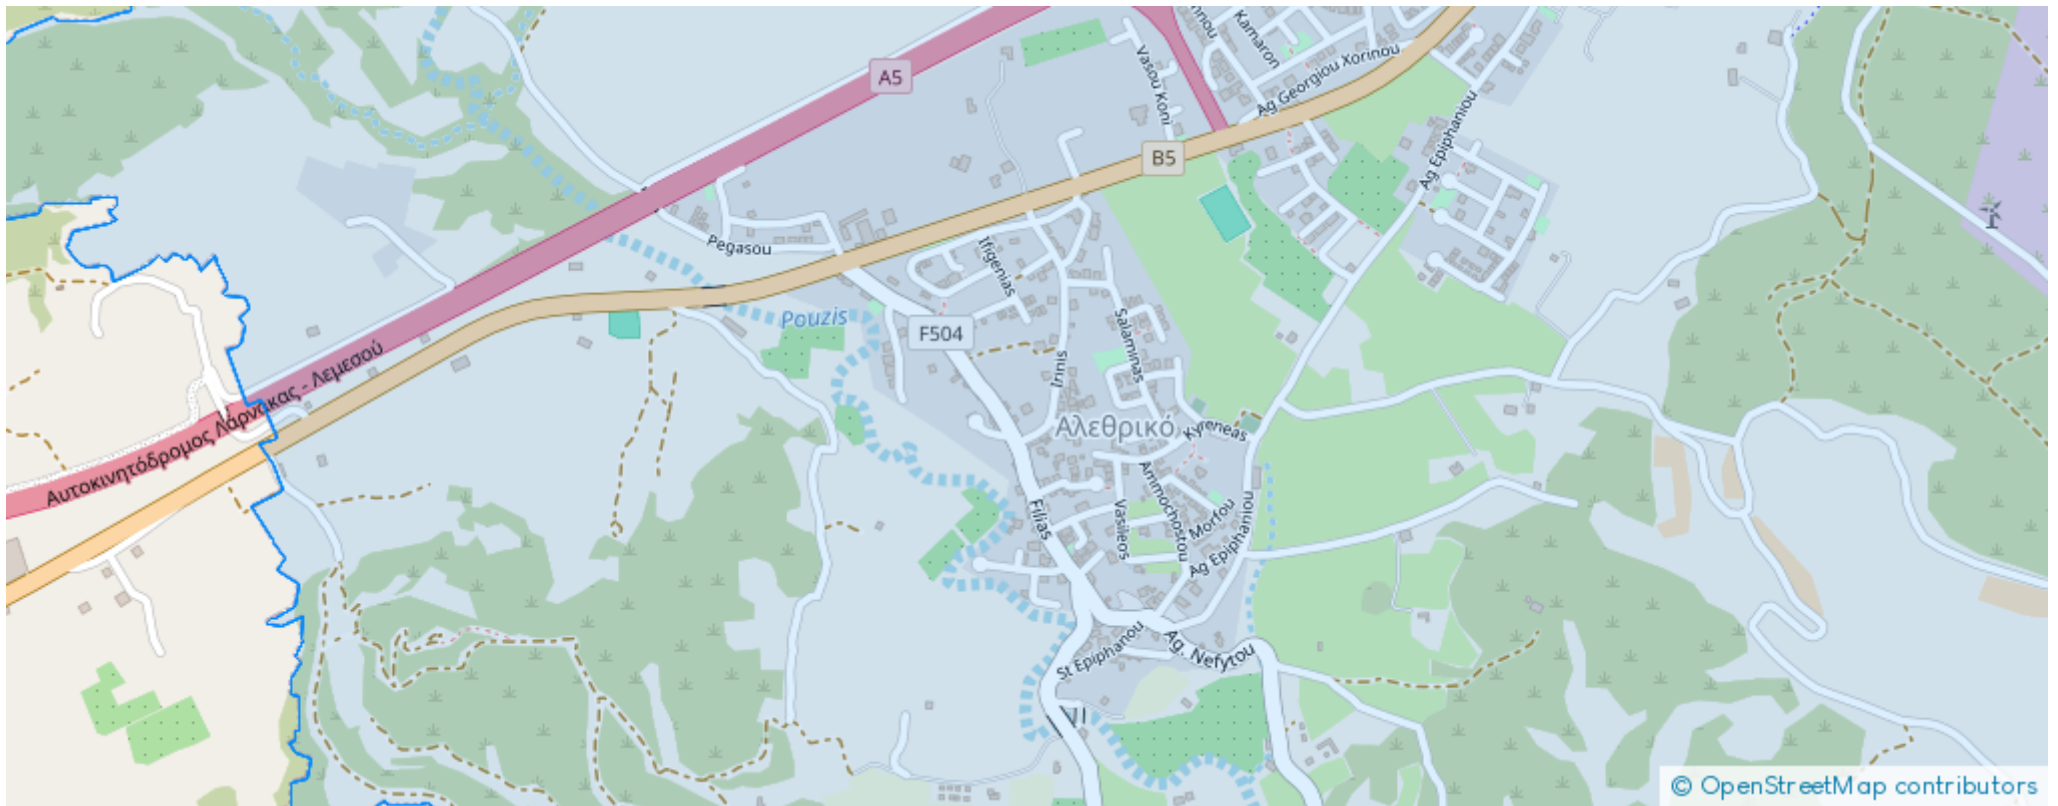 Kamaron
Vasou Koni
Ag Georgiou Xorinou
A5
B5
Ag Epiphaniou
Pegasou
Ifigenias
Pouzis
F504
Salaminas
Irinis
Αυτοκινητόδρομος Λάρνακας - Λεμεσού
Αλεθρικό
Kyreneas
Ammochostou
Filias
Vasileos
Morfou
Ag Epiphaniou
St Epiphanou
Ag. Nefytou
© OpenStreetMap contributors